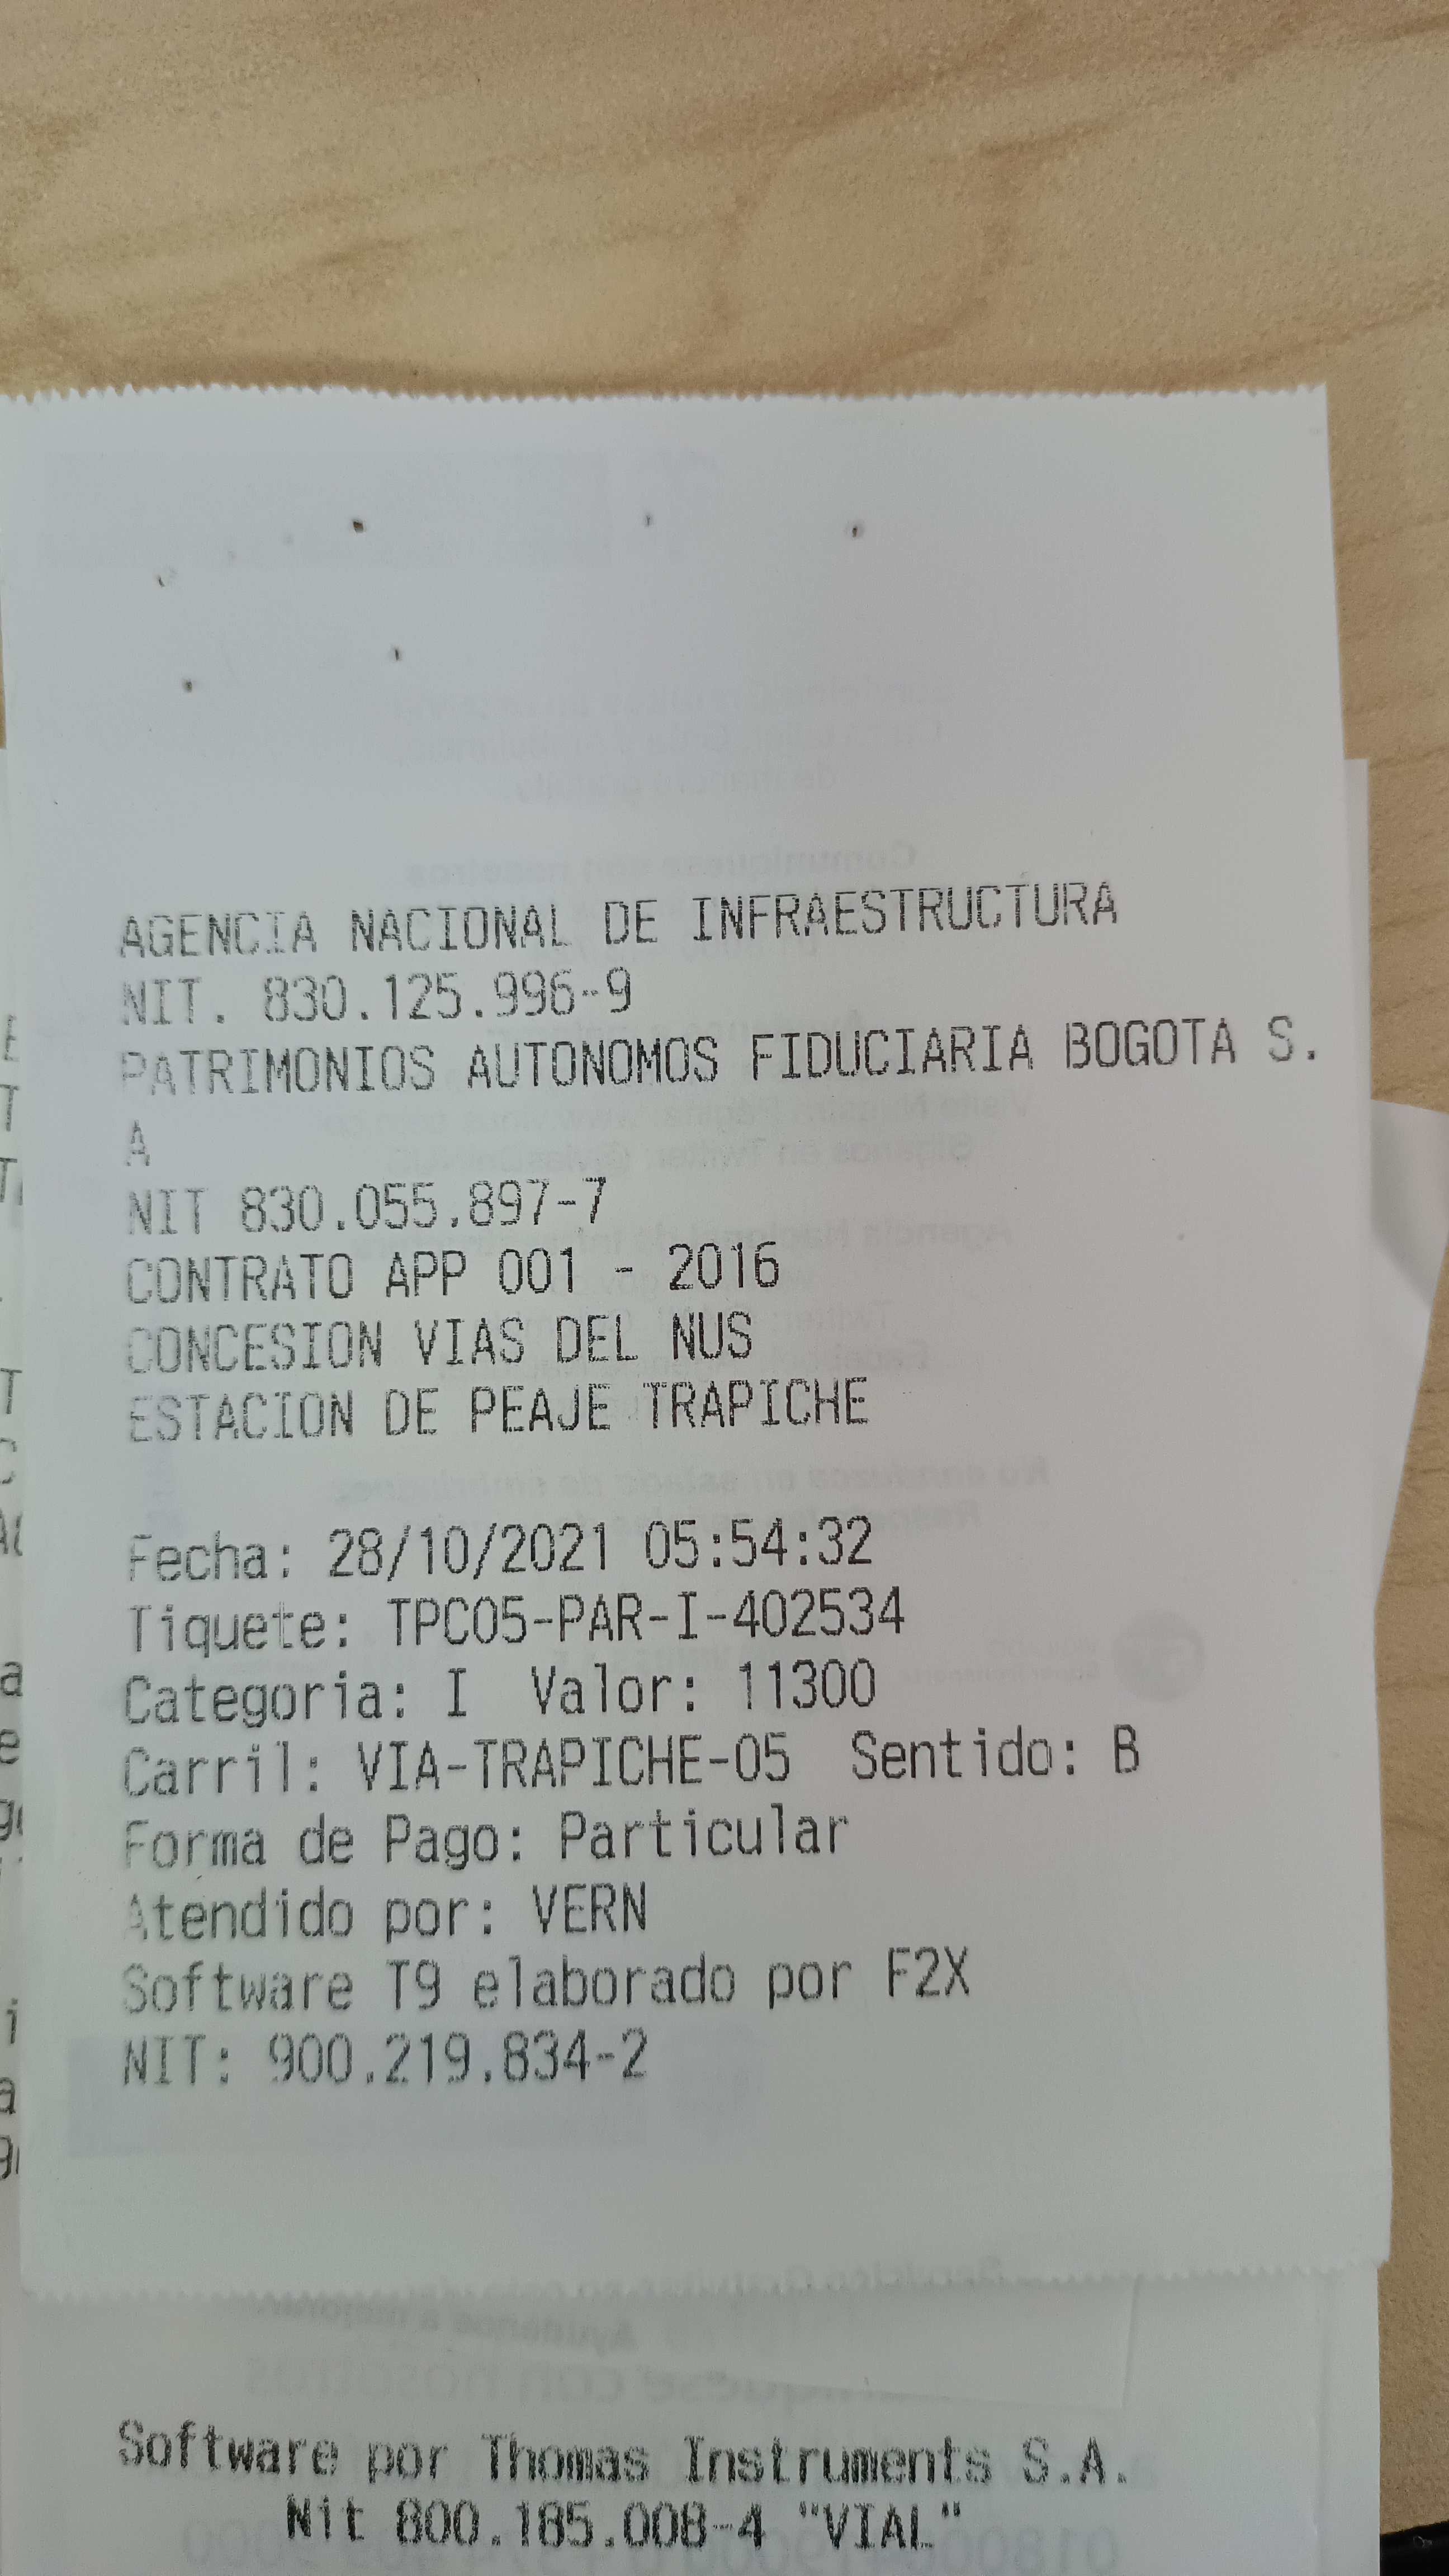 AGENCIA NACIONAL DE INFRAESTRUCTURA
NIT. 830.125.996-9
PATRIMONIOS AUTONOMOS FIDUCIARIA BOGOTA S.
A
NIT 830.055.897-7
CONTRATO APP 001 - 2016
CONCESION VIAS DEL NUS
ESTACION DE PEAJE TRAPICHE
Fecha: 28/10/2021 05:54:32
Tiquete: TPC05-PAR-I-402534
Categoria: I Valor: 11300
Carril: VIA-TRAPICHE-05 Sentido: B
Forma de Pago: Particular
Atendido por: VERN
Software T9 elaborado por F2X
NIT: 900.219.834-2
Software por Thomas Instruments S.A.
Nit 800.185.008-4 "VIAL"